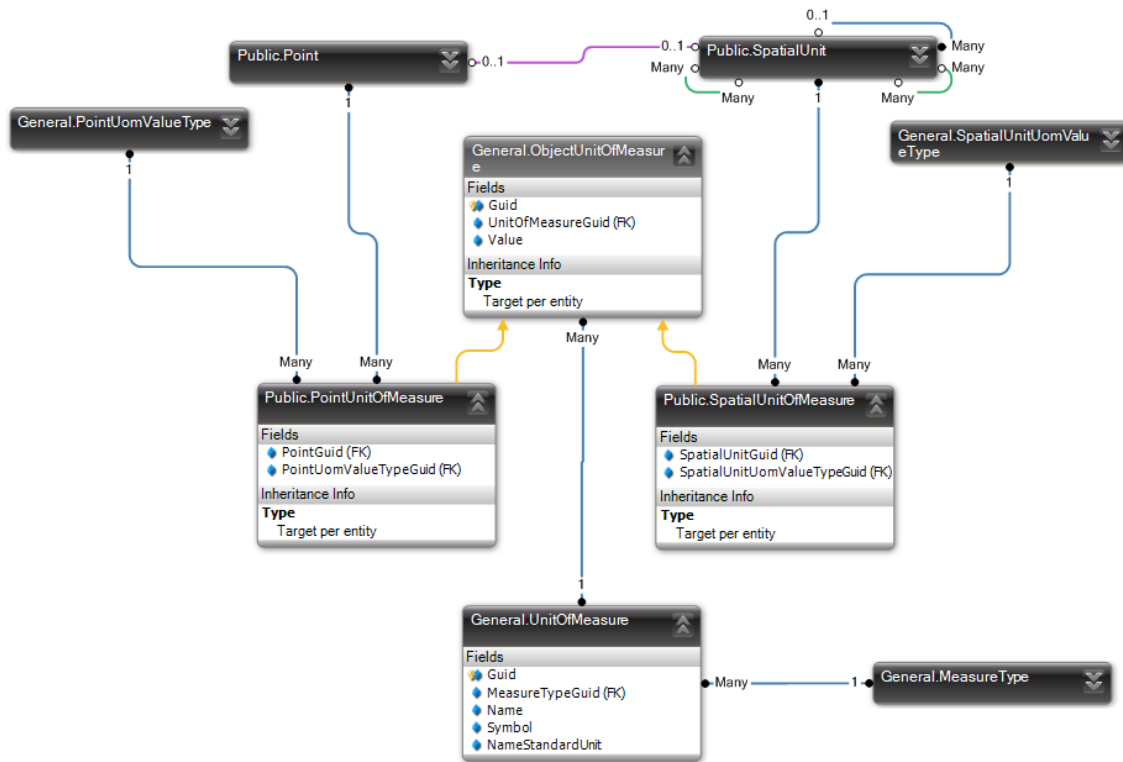 0..1
Public.Point
0..1
0..1
Public.SpatialUnit
Many
Many
Many
Many
Many
1
1
General.PointUomValueType
1
General.SpatialUnitUomValu
eType
1
General.ObjectUnitOfMeasur
e
Fields
Guid
UnitOfMeasureGuid (FK)
Value
Inheritance Info
Type
Target per entity
Many
Many
Many
Many
Many
Public.PointUnitOfMeasure
Fields
PointGuid (FK)
PointUomValueTypeGuid (FK)
Inheritance Info
Type
Target per entity
Public.SpatialUnitOfMeasure
Fields
SpatialUnitGuid (FK)
SpatialUnitUomValueTypeGuid (FK)
Inheritance Info
Type
Target per entity
1
General.UnitOfMeasure
Fields
Guid
MeasureTypeGuid (FK)
Name
Symbol
NameStandardUnit
Many
1
General.MeasureType